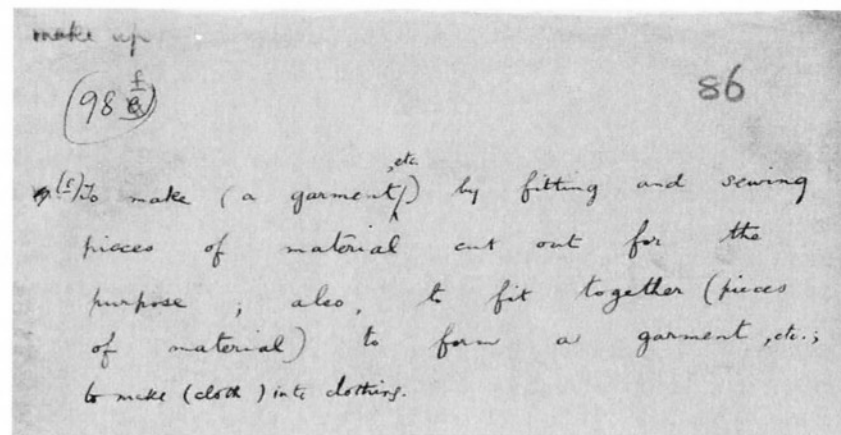 make up
(98 f
86
(f) To make (a garment, etc.) by fitting and sewing
pieces of material cut out for the
purpose ; also, to fit together (pieces
of material) to form a garment, etc.;
to make (cloth) into clothing.